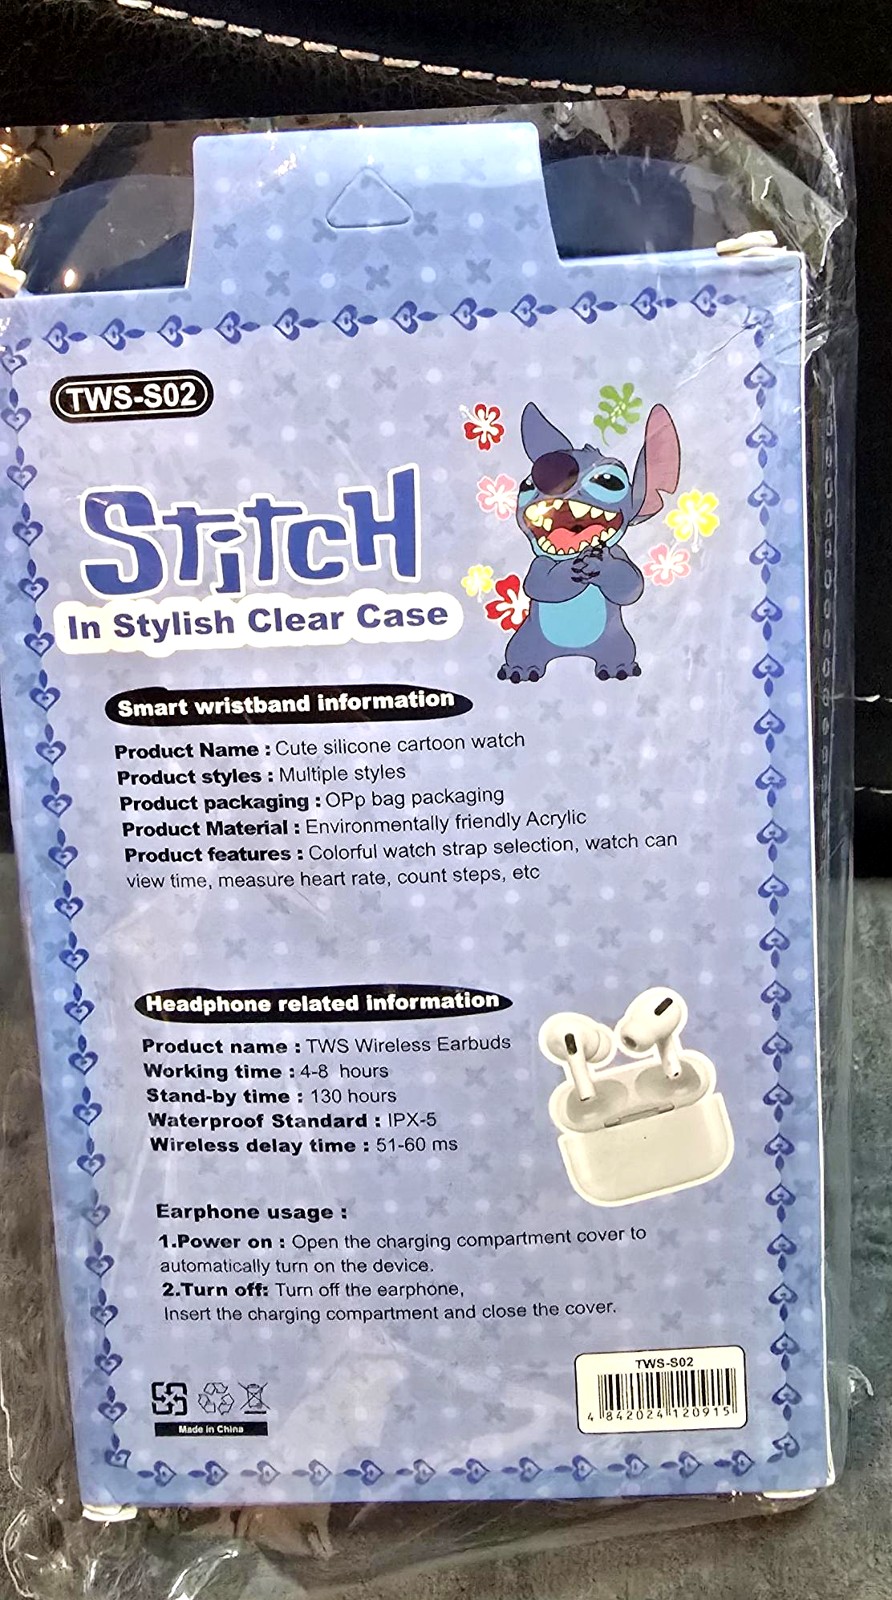 TWS-S02
Stitch
In Stylish Clear Case
Smart wristband information
Product Name : Cute silicone cartoon watch
Product styles : Multiple styles
Product packaging : OPp bag packaging
Product Material : Environmentally friendly Acrylic
Product features : Colorful watch strap selection, watch can
view time, measure heart rate, count steps, etc
Headphone related information
Product name : TWS Wireless Earbuds
Working time : 4-8 hours
Stand-by time : 130 hours
Waterproof Standard : IPX-5
Wireless delay time : 51-60 ms
Earphone usage :
1.Power on : Open the charging compartment cover to
automatically turn on the device.
2.Turn off: Turn off the earphone,
Insert the charging compartment and close the cover.
TWS-S02
4 842024 120915
Made in China